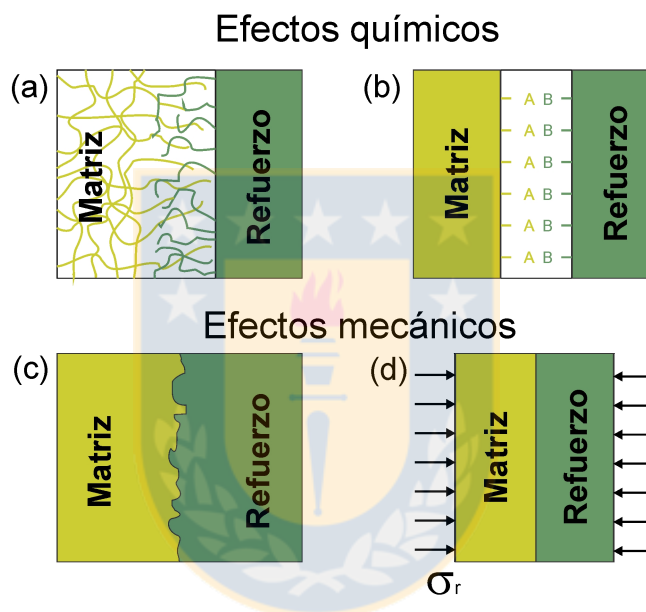 Efectos químicos
(a)
Matriz
Refuerzo
(b)
Matriz
A B
A B
A B
A B
A B
A B
Refuerzo
Efectos mecánicos
(c)
Matriz
Refuerzo
(d)
Matriz
Refuerzo
σr